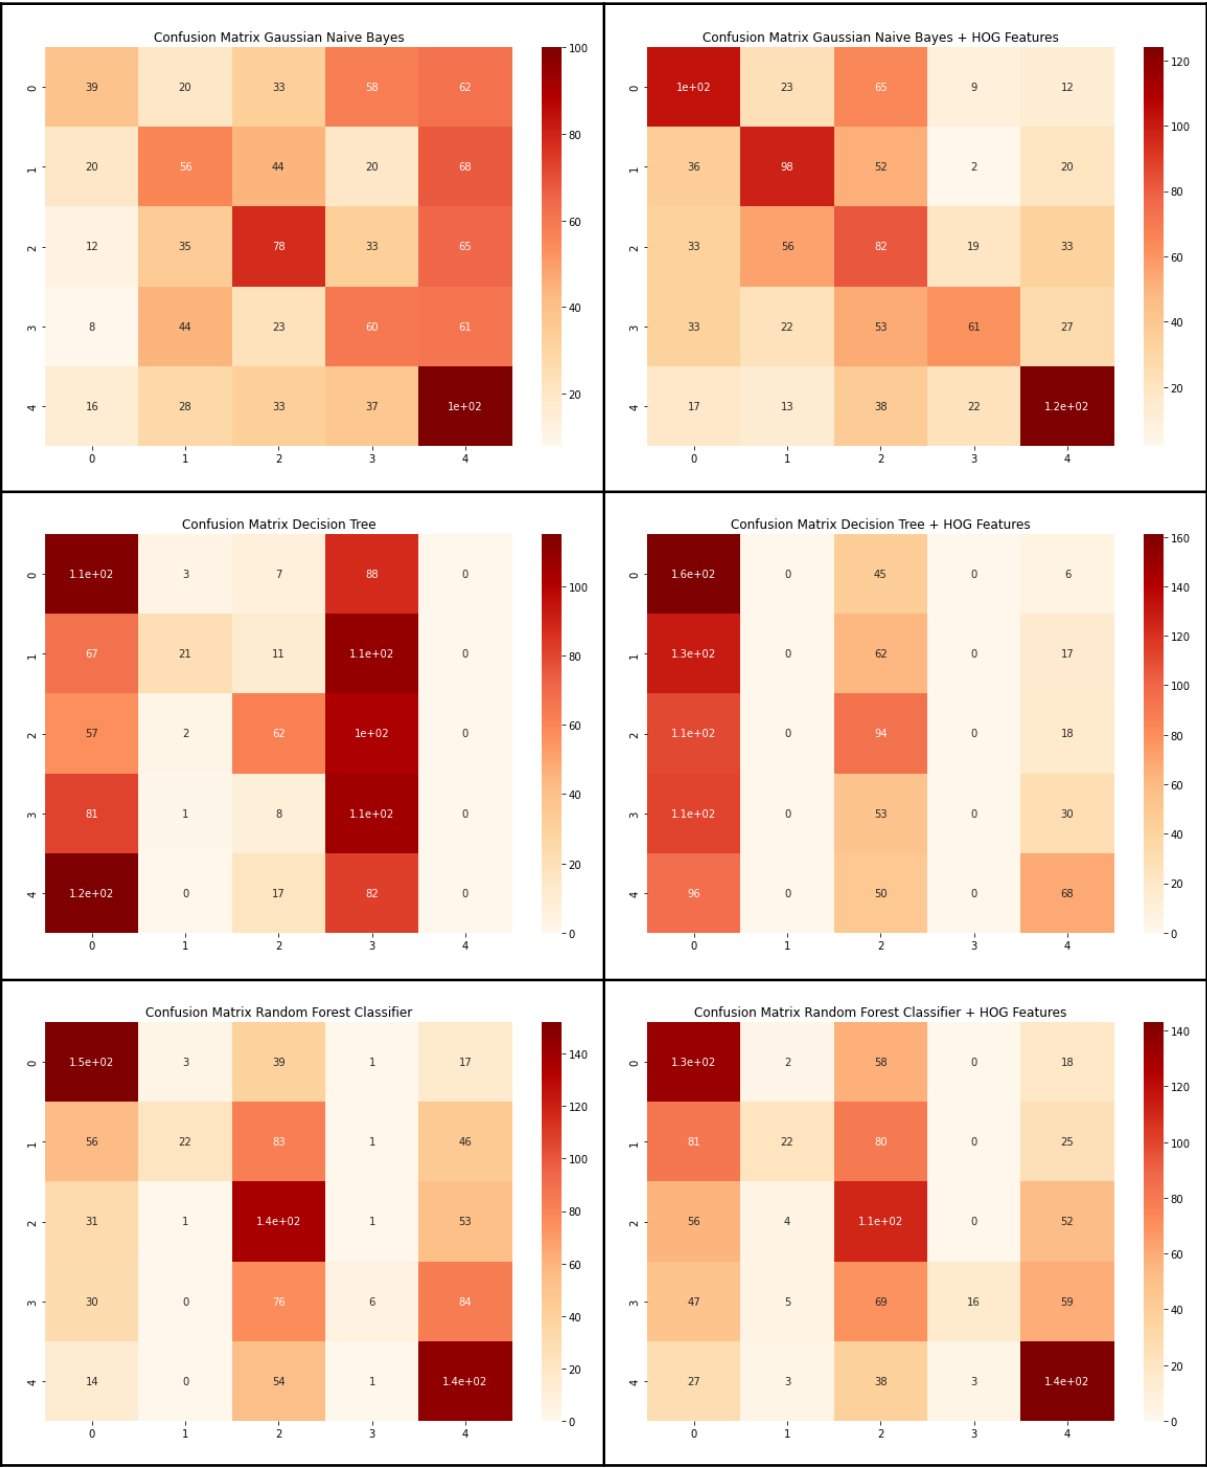 Confusion Matrix Gaussian Naive Bayes
0 39 20 33 58 62
1 20 56 44 20 68
2 12 35 78 33 65
3 8 44 23 60 61
4 16 28 33 37 1e+02
0 1 2 3 4
100
80
60
40
20
Confusion Matrix Gaussian Naive Bayes + HOG Features
0 1e+02 23 65 9 12
1 36 98 52 2 20
2 33 56 82 19 33
3 33 22 53 61 27
4 17 13 38 22 1.2e+02
0 1 2 3 4
120
100
80
60
40
20
Confusion Matrix Decision Tree
0 1.1e+02 3 7 88 0
1 67 21 11 1.1e+02 0
2 57 2 62 1e+02 0
3 81 1 8 1.1e+02 0
4 1.2e+02 0 17 82 0
0 1 2 3 4
100
80
60
40
20
0
Confusion Matrix Decision Tree + HOG Features
0 1.6e+02 0 45 0 6
1 1.3e+02 0 62 0 17
2 1.1e+02 0 94 0 18
3 1.1e+02 0 53 0 30
4 96 0 50 0 68
0 1 2 3 4
160
140
120
100
80
60
40
20
0
Confusion Matrix Random Forest Classifier
0 1.5e+02 3 39 1 17
1 56 22 83 1 46
2 31 1 1.4e+02 1 53
3 30 0 76 6 84
4 14 0 54 1 1.4e+02
0 1 2 3 4
140
120
100
80
60
40
20
0
Confusion Matrix Random Forest Classifier + HOG Features
0 1.3e+02 2 58 0 18
1 81 22 80 0 25
2 56 4 1.1e+02 0 52
3 47 5 69 16 59
4 27 3 38 3 1.4e+02
0 1 2 3 4
140
120
100
80
60
40
20
0